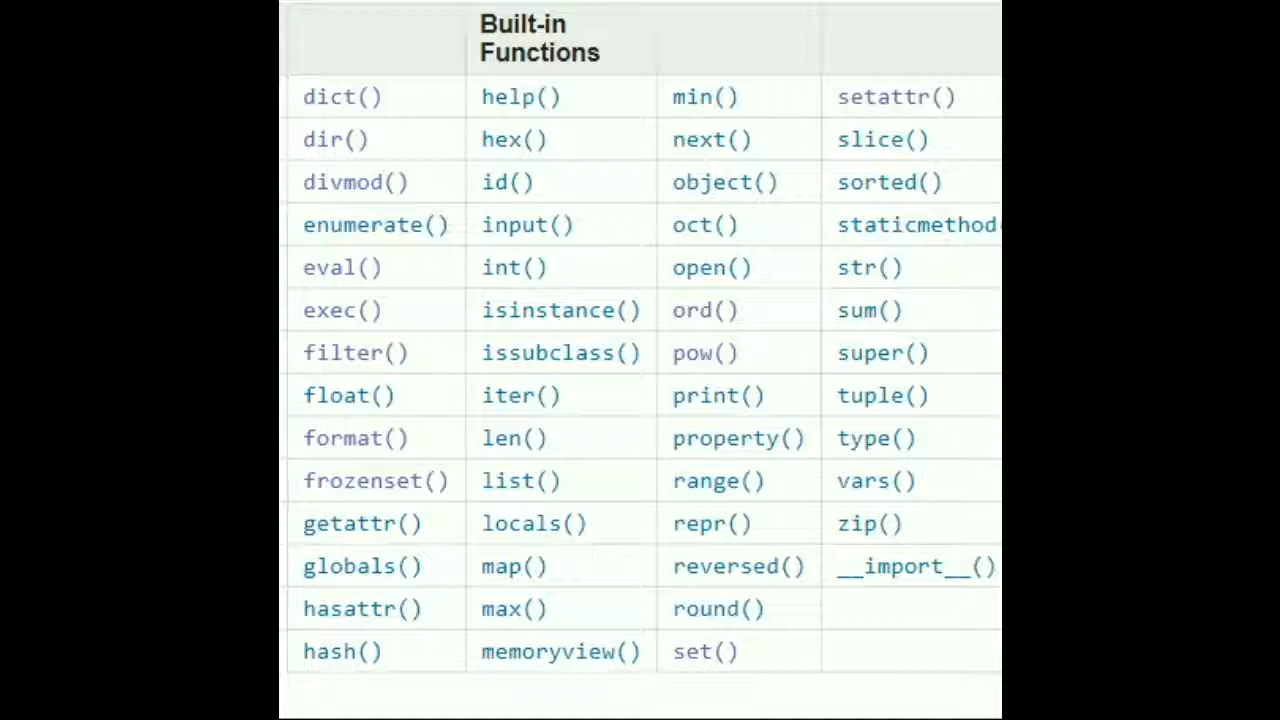 Built-in
Functions
dict() help() min() setattr()
dir() hex() next() slice()
divmod() id() object() sorted()
enumerate() input() oct() staticmethod(
eval() int() open() str()
exec() isinstance() ord() sum()
filter() issubclass() pow() super()
float() iter() print() tuple()
format() len() property() type()
frozenset() list() range() vars()
getattr() locals() repr() zip()
globals() map() reversed() __import__()
hasattr() max() round()
hash() memoryview() set()